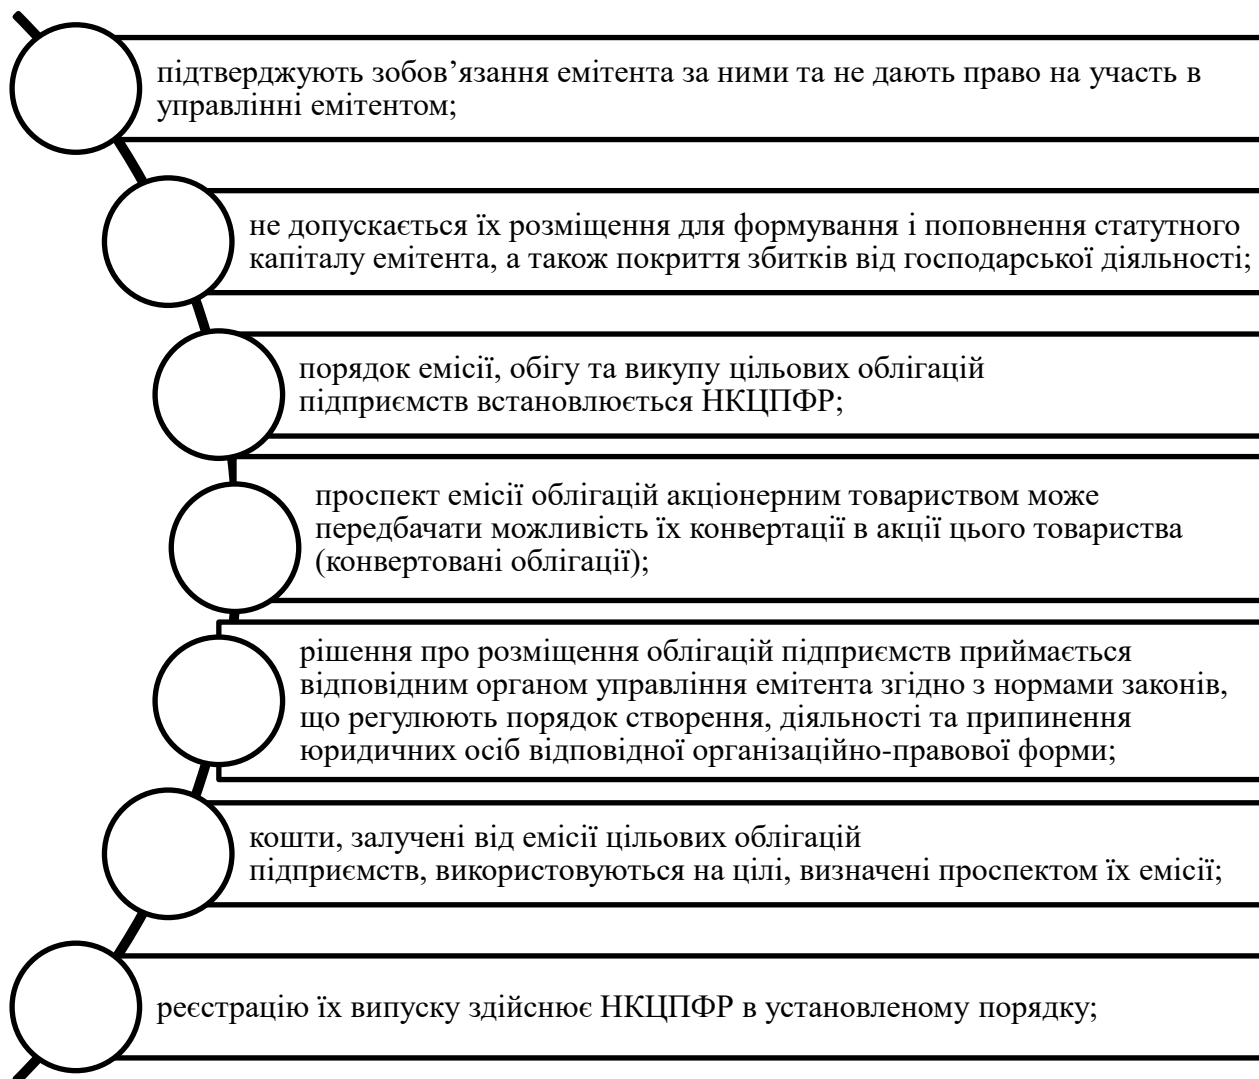 підтверджують зобов’язання емітента за ними та не дають право на участь в
управлінні емітентом;
не допускається їх розміщення для формування і поповнення статутного
капіталу емітента, а також покриття збитків від господарської діяльності;
порядок емісії, обігу та викупу цільових облігацій
підприємств встановлюється НКЦПФР;
проспект емісії облігацій акціонерним товариством може
передбачати можливість їх конвертації в акції цього товариства
(конвертовані облігації);
рішення про розміщення облігацій підприємств приймається
відповідним органом управління емітента згідно з нормами законів,
що регулюють порядок створення, діяльності та припинення
юридичних осіб відповідної організаційно-правової форми;
кошти, залучені від емісії цільових облігацій
підприємств, використовуються на цілі, визначені проспектом їх емісії;
реєстрацію їх випуску здійснює НКЦПФР в установленому порядку;